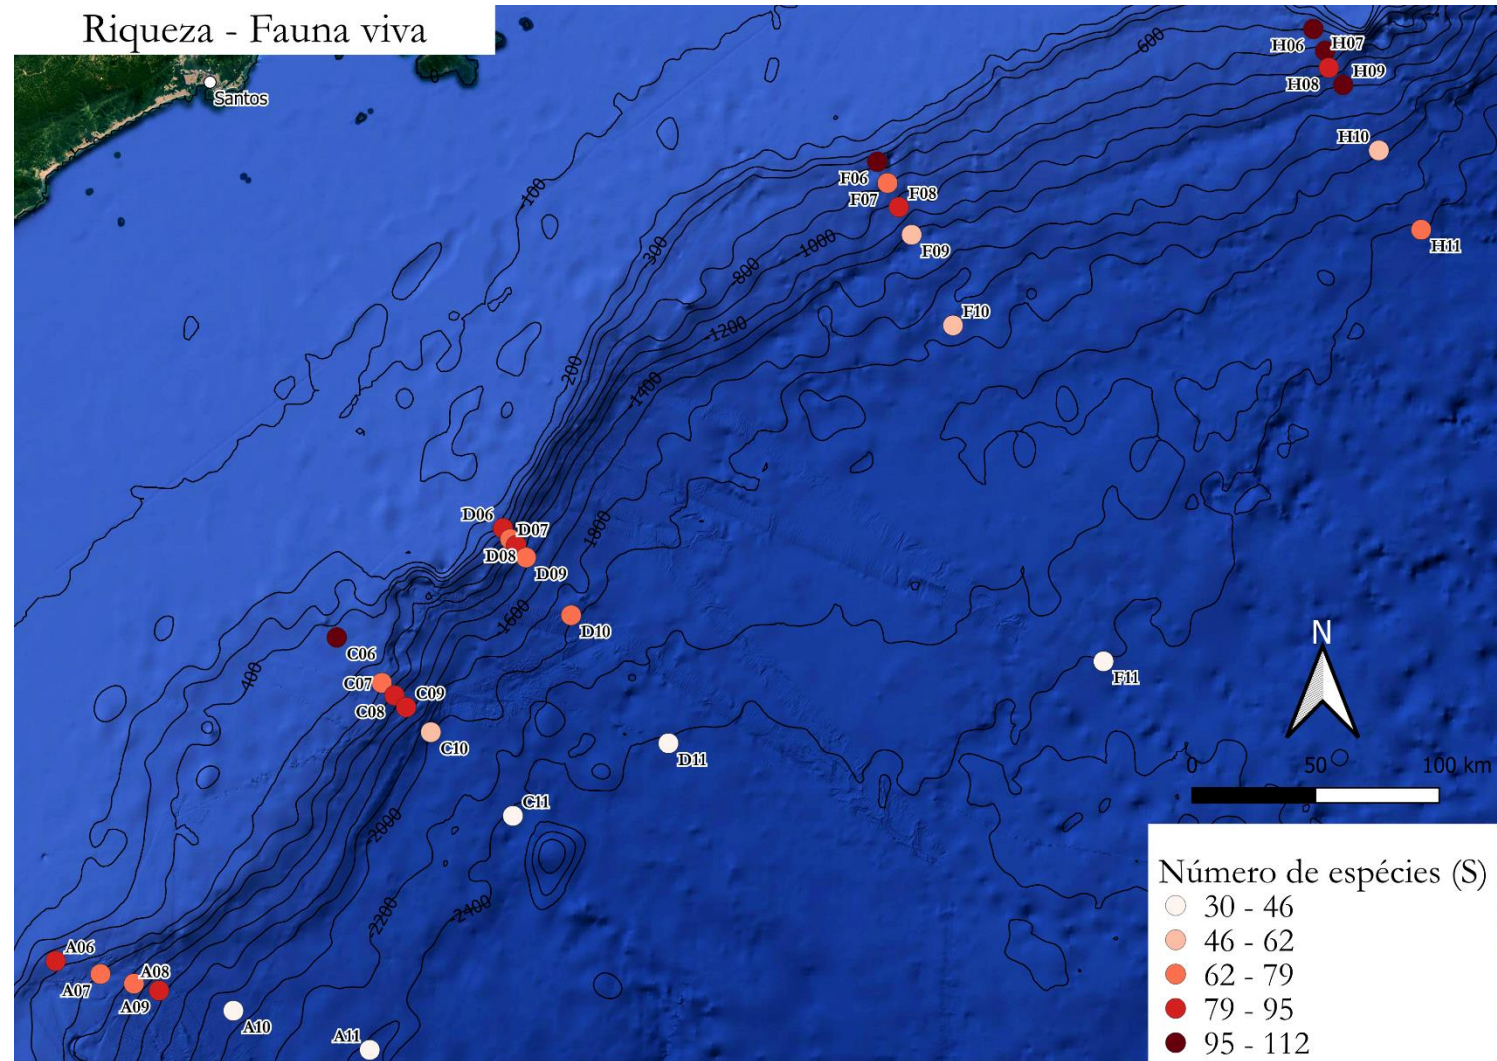 Riqueza - Fauna viva
Santos
0
-100
600
H06
H07
H08
H09
H10
H11
F06
F07
F08
F09
F10
F11
300
-1000
-800
-1200
200
-1400
D06
D07
D08
D09
D10
D11
1800
-1600
400
C06
C07
C08
C09
C10
C11
-2000
-2200
-2400
A06
A07
A08
A09
A10
A11
N
0 50 100 km
Número de espécies (S)
30 - 46
46 - 62
62 - 79
79 - 95
95 - 112